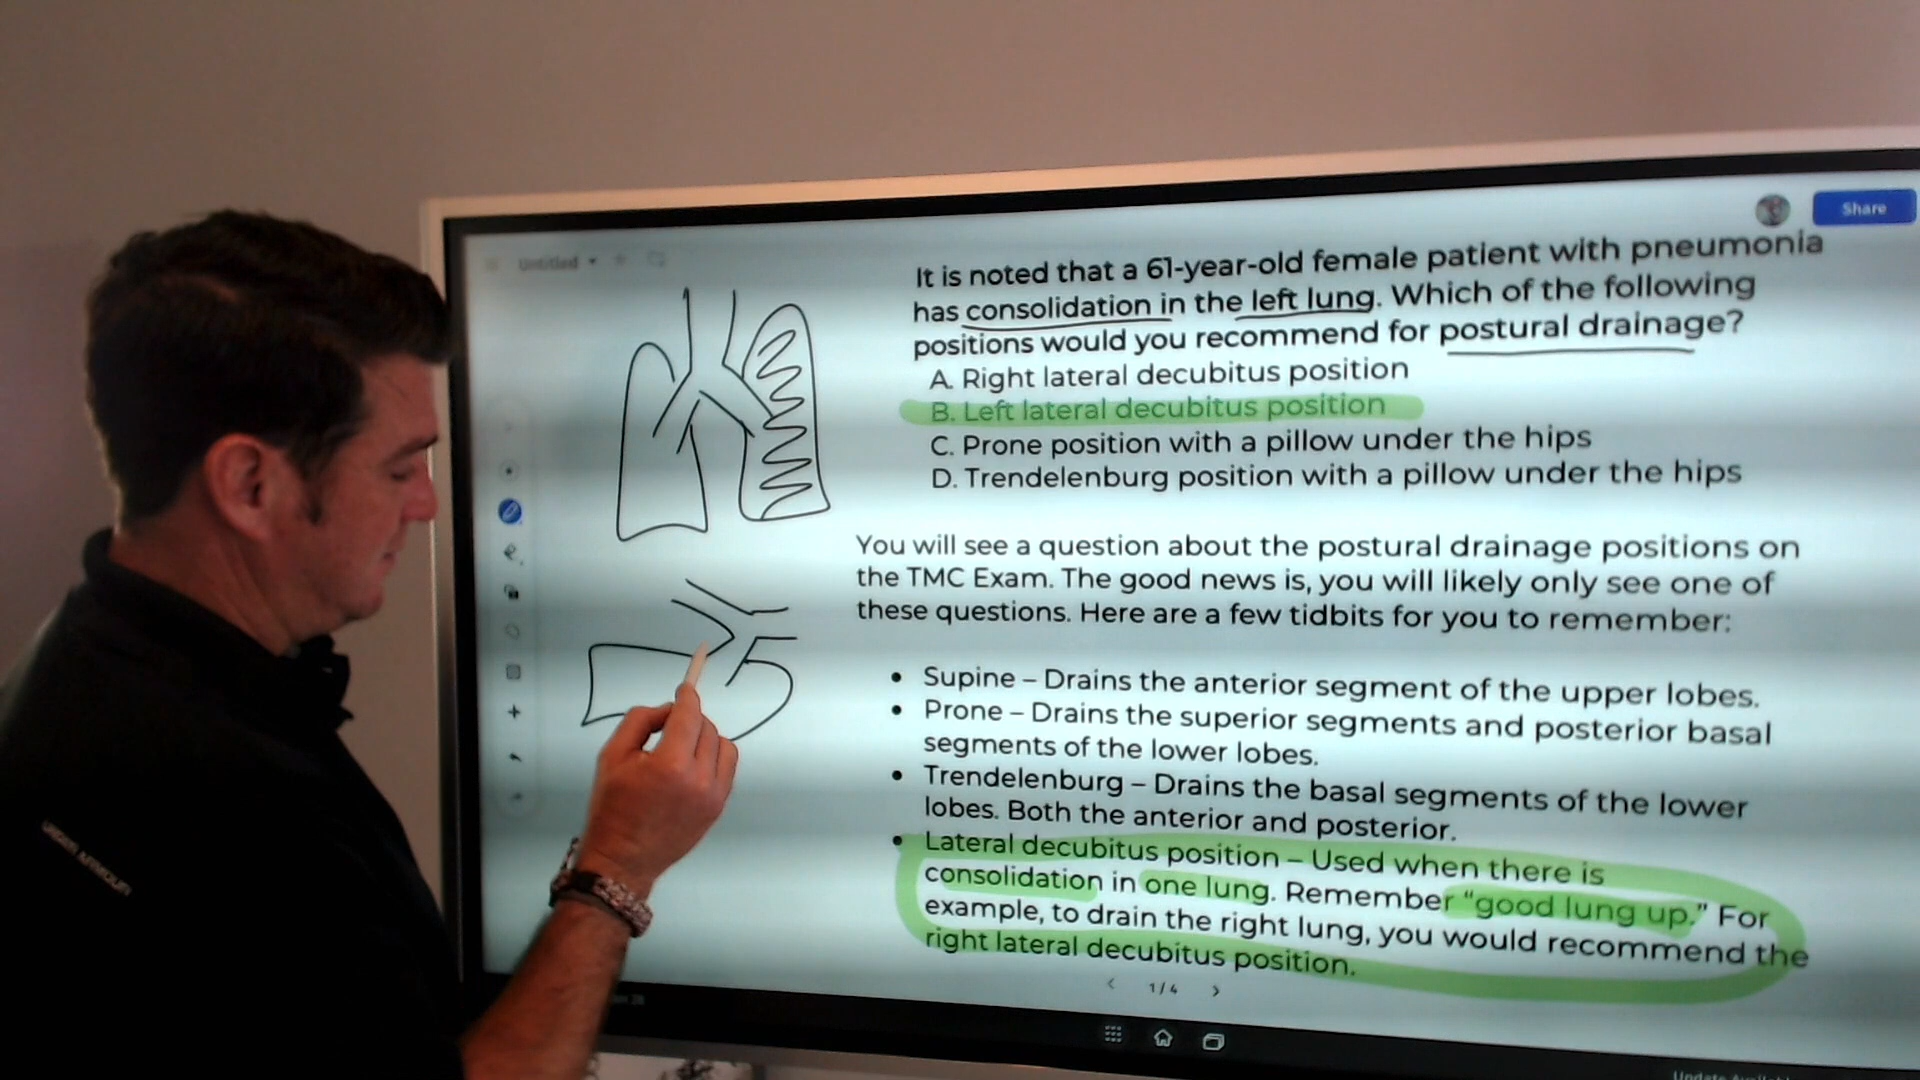 Untitled
Share
It is noted that a 61-year-old female patient with pneumonia
has consolidation in the left lung. Which of the following
positions would you recommend for postural drainage?
A. Right lateral decubitus position
B. Left lateral decubitus position
C. Prone position with a pillow under the hips
D. Trendelenburg position with a pillow under the hips
You will see a question about the postural drainage positions on
the TMC Exam. The good news is, you will likely only see one of
these questions. Here are a few tidbits for you to remember:
• Supine – Drains the anterior segment of the upper lobes.
• Prone – Drains the superior segments and posterior basal
segments of the lower lobes.
• Trendelenburg – Drains the basal segments of the lower
lobes. Both the anterior and posterior.
• Lateral decubitus position – Used when there is
consolidation in one lung. Remember "good lung up." For
example, to drain the right lung, you would recommend the
right lateral decubitus position.
1/4
UNDER ARMOUR
Update